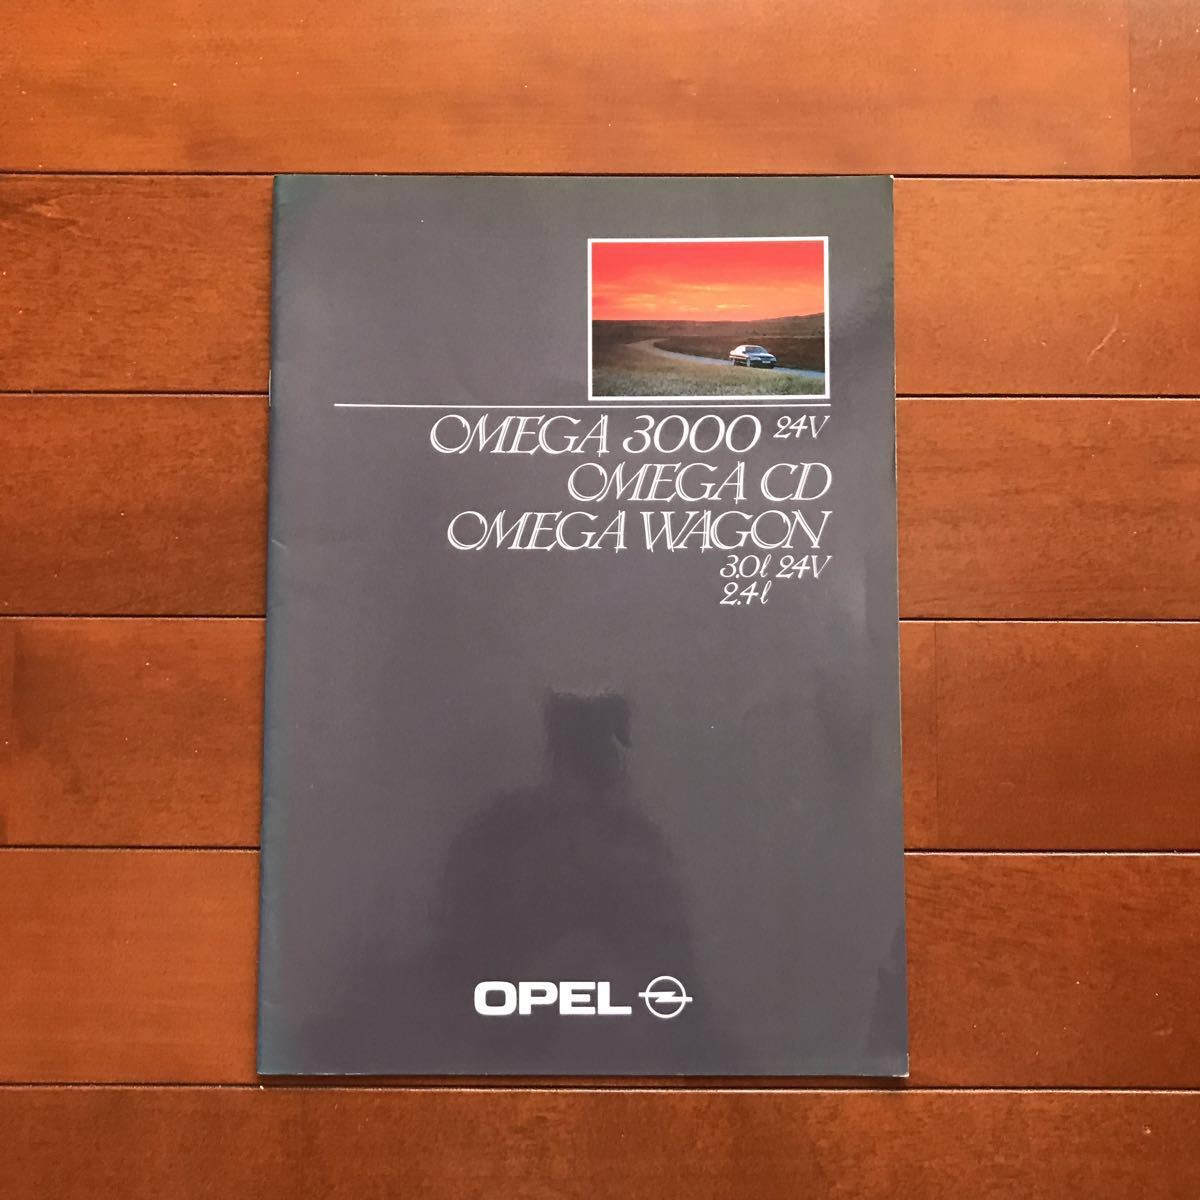 OMEGA 3000 24V
OMEGA CD
OMEGA WAGON
3.0ℓ 24V
2.4ℓ
OPEL